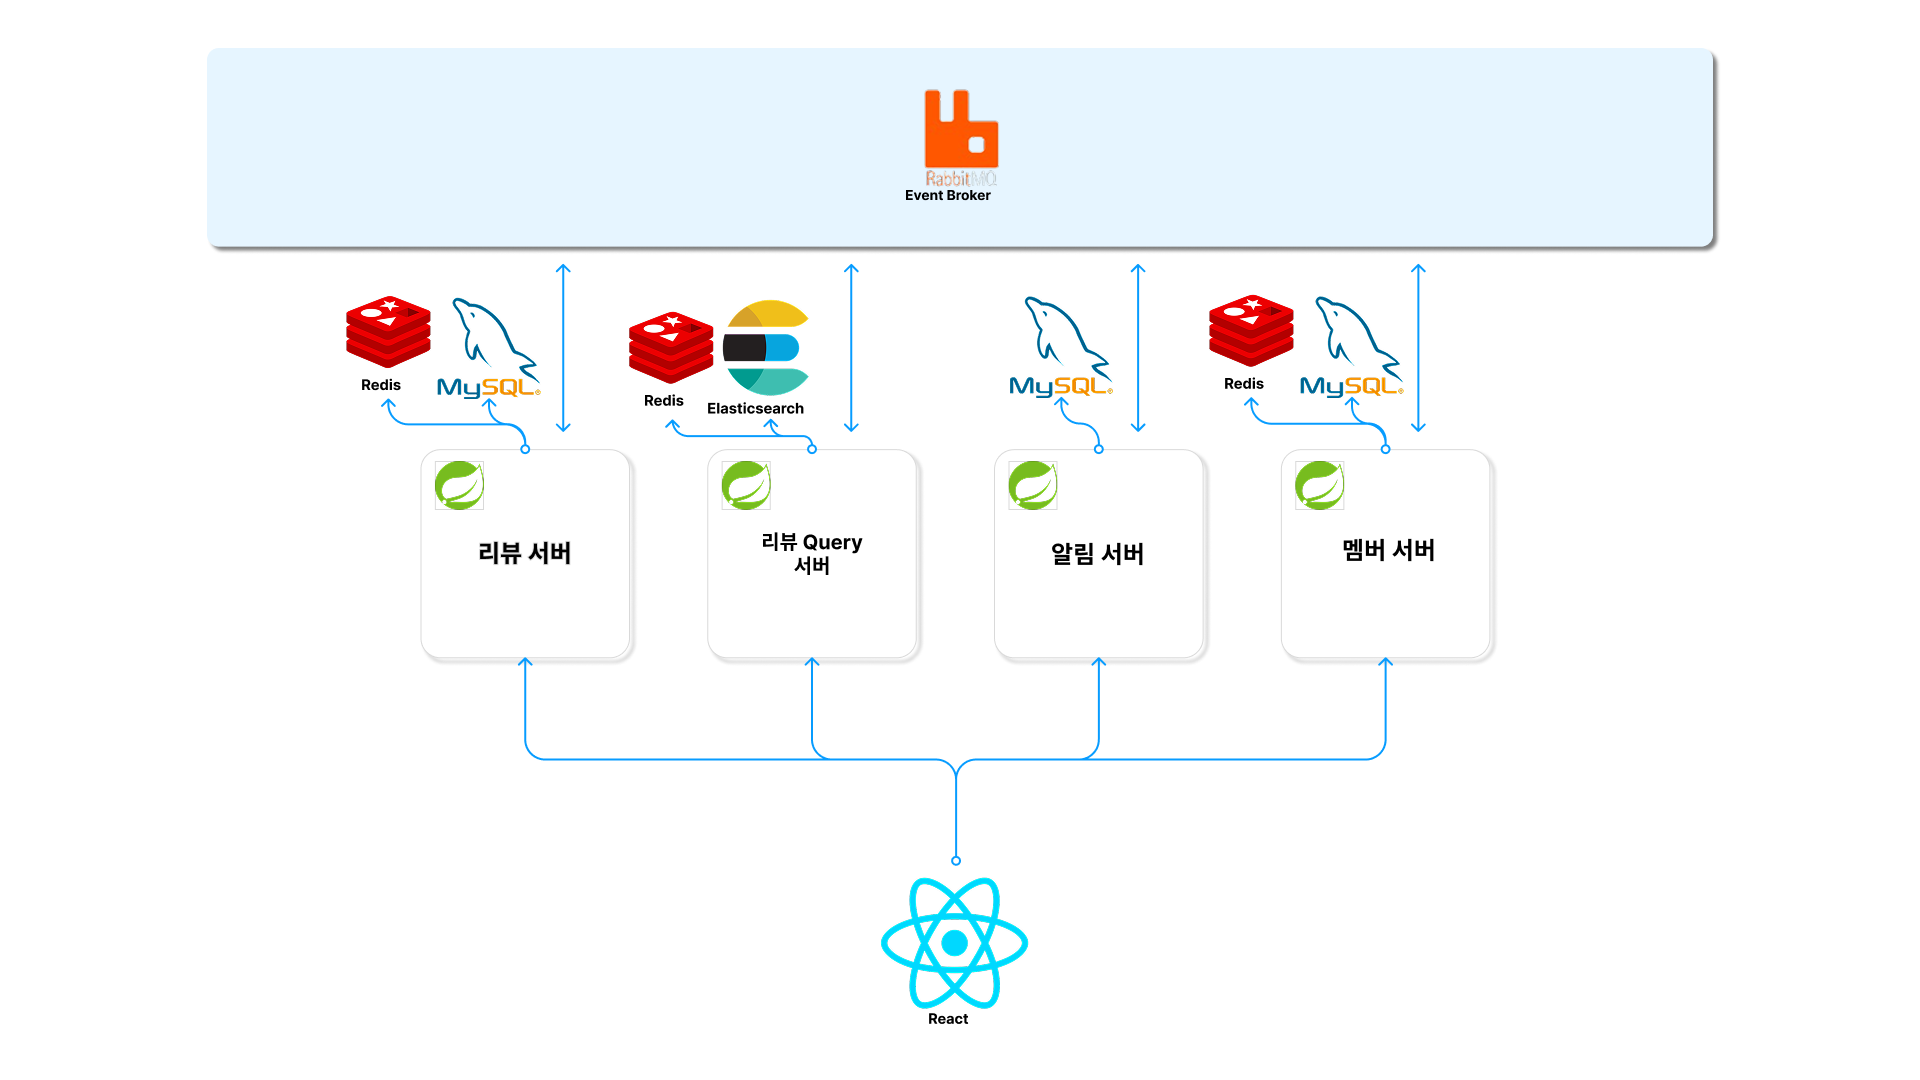 RabbitMQ
Event Broker
Redis
MySQL
Redis
Elasticsearch
MySQL
Redis
MySQL
리뷰 서버
리뷰 Query
서버
알림 서버
멤버 서버
React